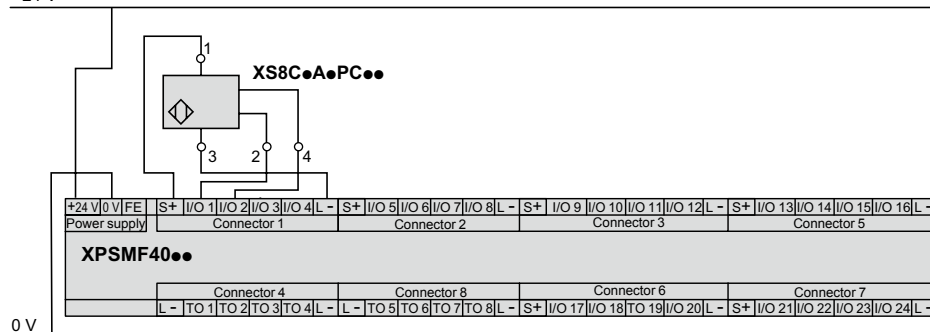 1
XS8C●A●PC●●
3 2 4
+24 V 0 V FE S+ I/O 1 I/O 2 I/O 3 I/O 4 L - S+ I/O 5 I/O 6 I/O 7 I/O 8 L - S+ I/O 9 I/O 10 I/O 11 I/O 12 L - S+ I/O 13 I/O 14 I/O 15 I/O 16 L -
Power supply Connector 1 Connector 2 Connector 3 Connector 5
XPSMF40●●
Connector 4 Connector 8 Connector 6 Connector 7
L - TO 1 TO 2 TO 3 TO 4 L - L - TO 5 TO 6 TO 7 TO 8 L - S+ I/O 17 I/O 18 TO 19 I/O 20 L - S+ I/O 21 I/O 22 I/O 23 I/O 24 L -
0 V